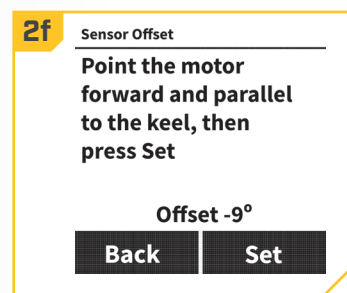 2f
Sensor Offset
Point the motor
forward and parallel
to the keel, then
press Set
Offset -9°
Back
Set